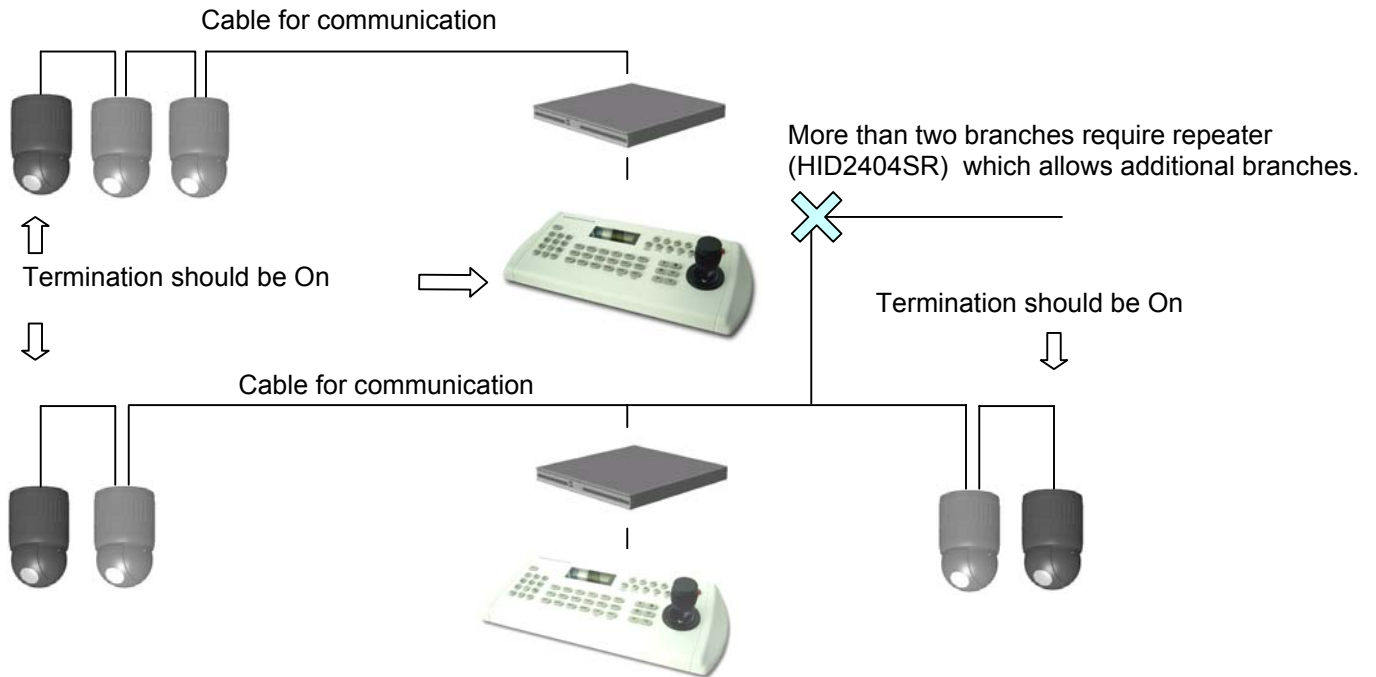 Cable for communication
More than two branches require repeater
(HID2404SR) which allows additional branches.
Termination should be On
Termination should be On
Cable for communication